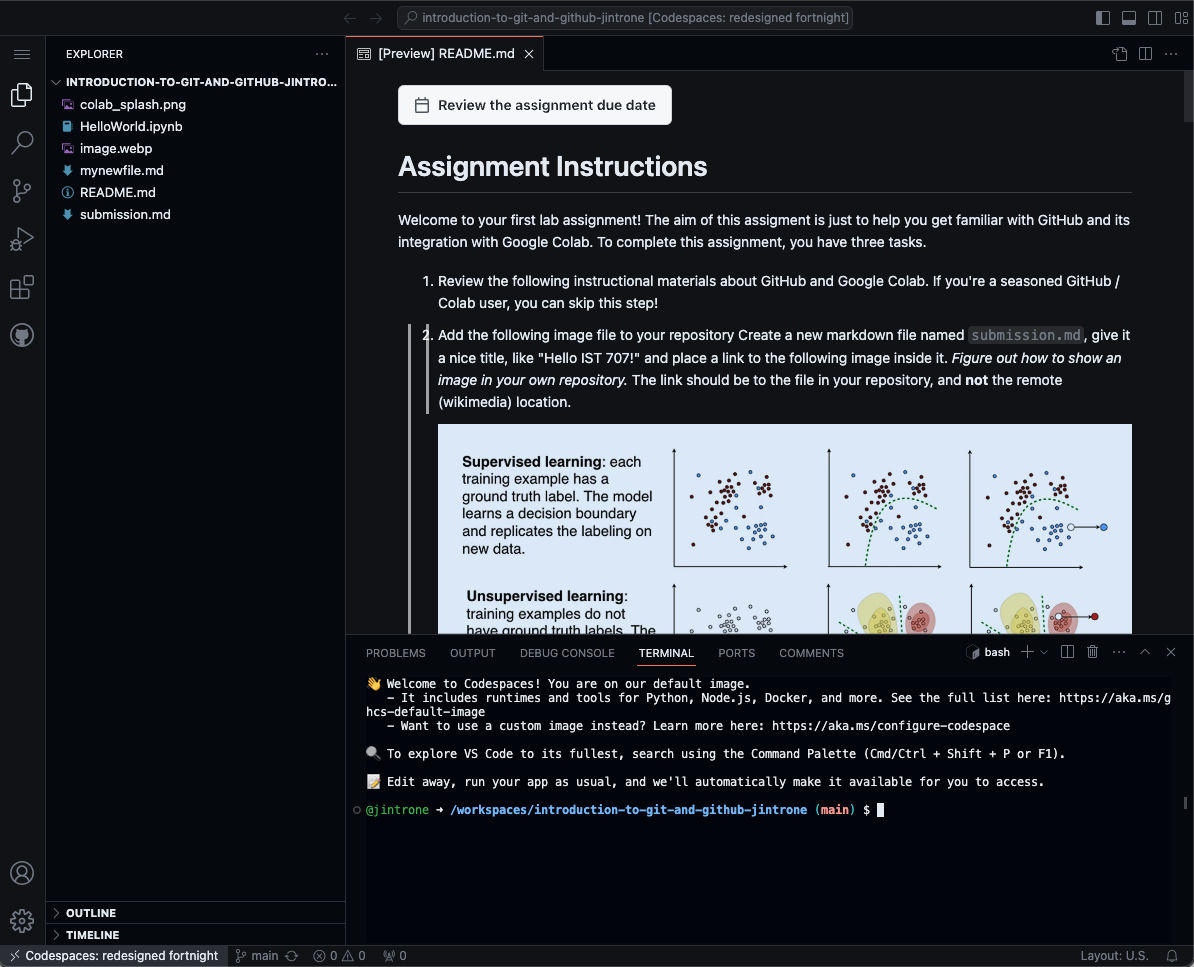 introduction-to-git-and-github-jintrone [Codespaces: redesigned fortnight]
EXPLORER
INTRODUCTION-TO-GIT-AND-GITHUB-JINTRO...
colab_splash.png
HelloWorld.ipynb
image.webp
mynewfile.md
README.md
submission.md
OUTLINE
TIMELINE
[Preview] README.md
Review the assignment due date
Assignment Instructions
Welcome to your first lab assignment! The aim of this assigment is just to help you get familiar with GitHub and its
integration with Google Colab. To complete this assignment, you have three tasks.
1. Review the following instructional materials about GitHub and Google Colab. If you're a seasoned GitHub /
Colab user, you can skip this step!
2. Add the following image file to your repository Create a new markdown file named submission.md, give it
a nice title, like "Hello IST 707!" and place a link to the following image inside it. Figure out how to show an
image in your own repository. The link should be to the file in your repository, and not the remote
(wikimedia) location.
Supervised learning: each
training example has a
ground truth label. The model
learns a decision boundary
and replicates the labeling on
new data.
Unsupervised learning:
training examples do not
have ground truth labels. The
PROBLEMS OUTPUT DEBUG CONSOLE TERMINAL PORTS COMMENTS bash
👋 Welcome to Codespaces! You are on our default image.
- It includes runtimes and tools for Python, Node.js, Docker, and more. See the full list here: https://aka.ms/g
hcs-default-image
- Want to use a custom image instead? Learn more here: https://aka.ms/configure-codespace
🔍 To explore VS Code to its fullest, search using the Command Palette (Cmd/Ctrl + Shift + P or F1).
📝 Edit away, run your app as usual, and we'll automatically make it available for you to access.
@jintrone ➜ /workspaces/introduction-to-git-and-github-jintrone (main) $
Codespaces: redesigned fortnight main 0 0 0 Layout: U.S.